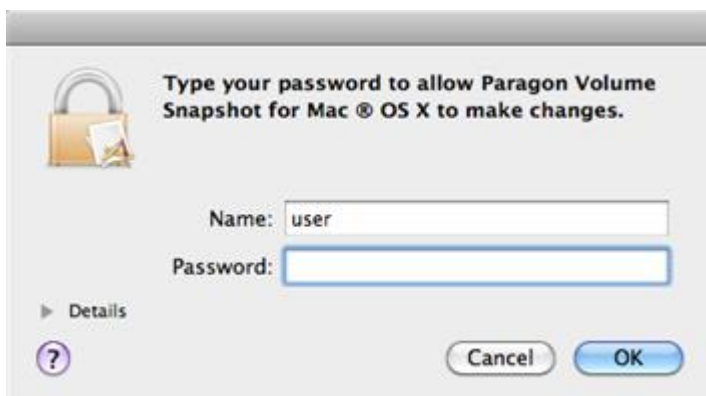 Type your password to allow Paragon Volume
Snapshot for Mac ® OS X to make changes.
Name: user
Password:
Details
?
Cancel OK